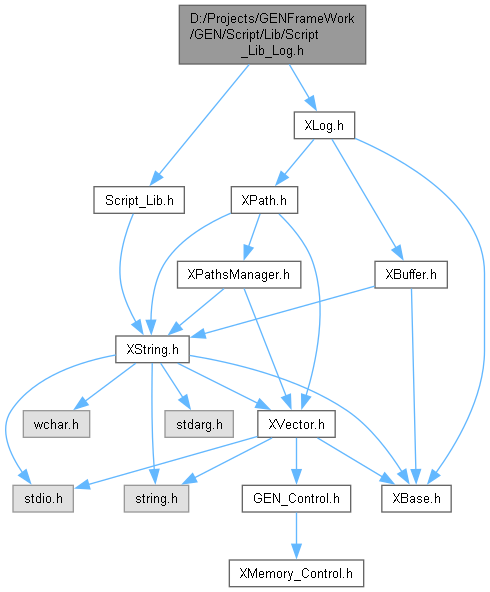 D:/Projects/GENFrameWork
/GEN/Script/Lib/Script
_Lib_Log.h
XLog.h
Script_Lib.h
XPath.h
XPathsManager.h
XBuffer.h
XString.h
wchar.h
stdarg.h
XVector.h
stdio.h
string.h
GEN_Control.h
XBase.h
XMemory_Control.h